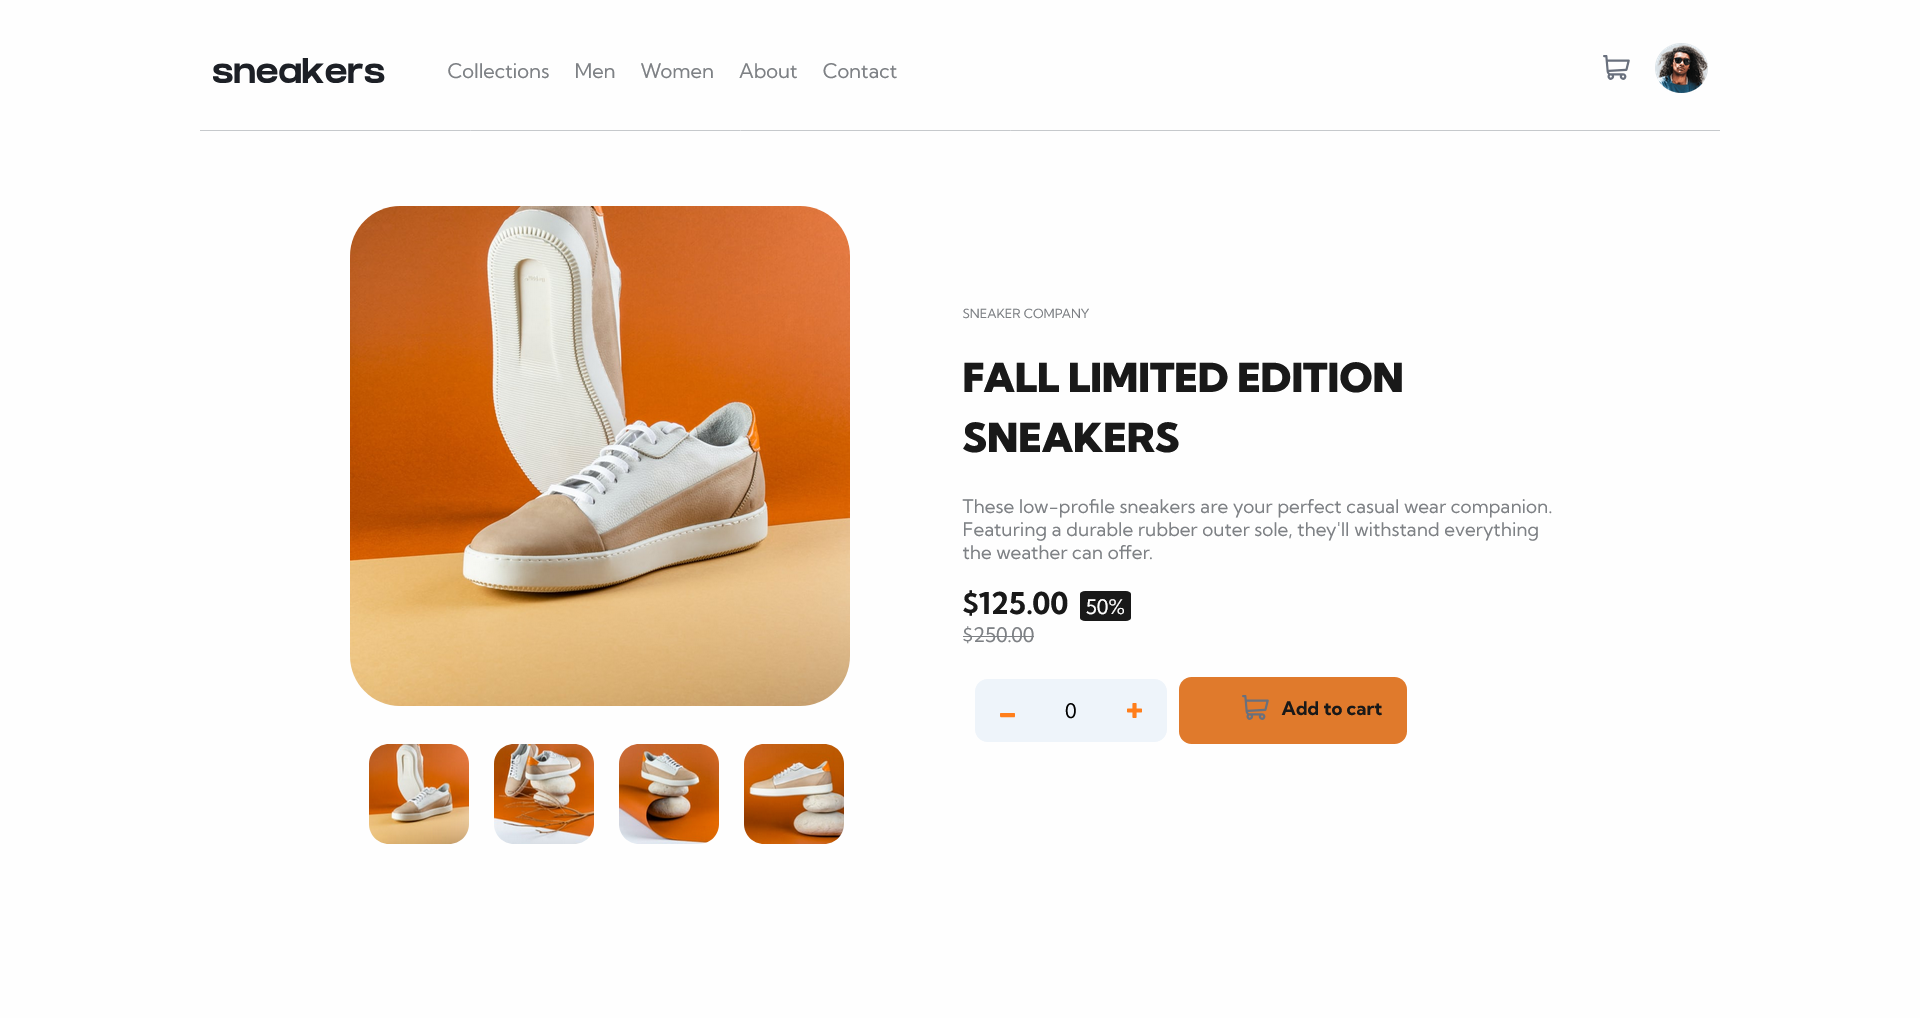 sneakers
Collections Men Women About Contact
SNEAKER COMPANY
FALL LIMITED EDITION
SNEAKERS
These low-profile sneakers are your perfect casual wear companion.
Featuring a durable rubber outer sole, they'll withstand everything
the weather can offer.
$125.00 50%
$250.00
- 0 + Add to cart